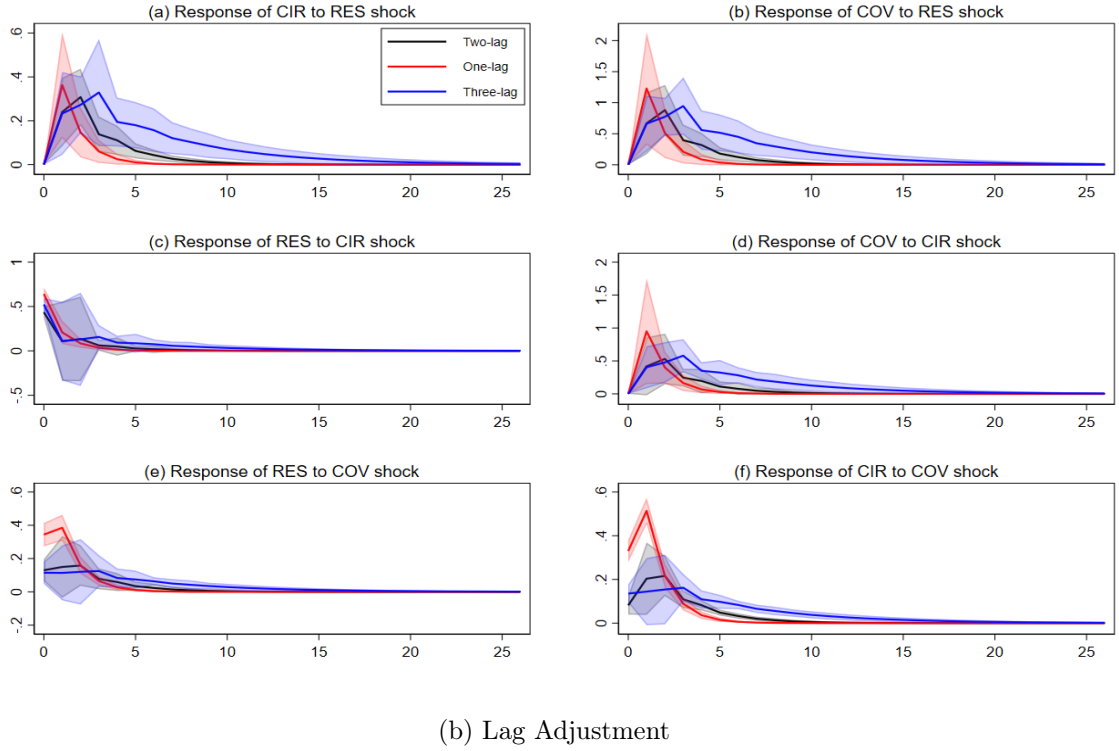 (a) Response of CIR to RES shock
.6
.4
.2
0
0 5 10 15 20 25
Two-lag
One-lag
Three-lag
(b) Response of COV to RES shock
2
1.5
1
.5
0
0 5 10 15 20 25
(c) Response of RES to CIR shock
1
.5
0
-.5
0 5 10 15 20 25
(d) Response of COV to CIR shock
2
1.5
1
.5
0
0 5 10 15 20 25
(e) Response of RES to COV shock
.6
.4
.2
0
-.2
0 5 10 15 20 25
(f) Response of CIR to COV shock
.6
.4
.2
0
0 5 10 15 20 25
(b) Lag Adjustment